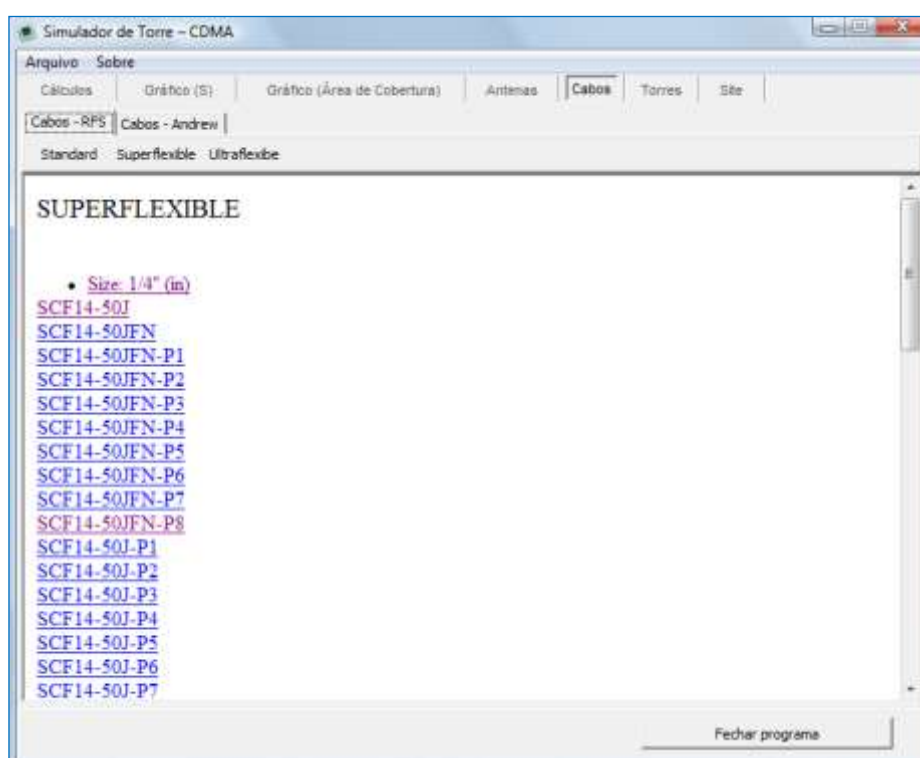 Simulador de Torre – CDMA
Arquivo Sobre
Cálculos Gráfico (S) Gráfico (Área de Cobertura) Antenas Cabos Torres Site
Cabos - RFS Cabos - Andrew
Standard Superflexible Ultraflexibe
SUPERFLEXIBLE
• Size: 1/4" (in)
SCF14-50J
SCF14-50JFN
SCF14-50JFN-P1
SCF14-50JFN-P2
SCF14-50JFN-P3
SCF14-50JFN-P4
SCF14-50JFN-P5
SCF14-50JFN-P6
SCF14-50JFN-P7
SCF14-50JFN-P8
SCF14-50J-P1
SCF14-50J-P2
SCF14-50J-P3
SCF14-50J-P4
SCF14-50J-P5
SCF14-50J-P6
SCF14-50J-P7
Fechar programa